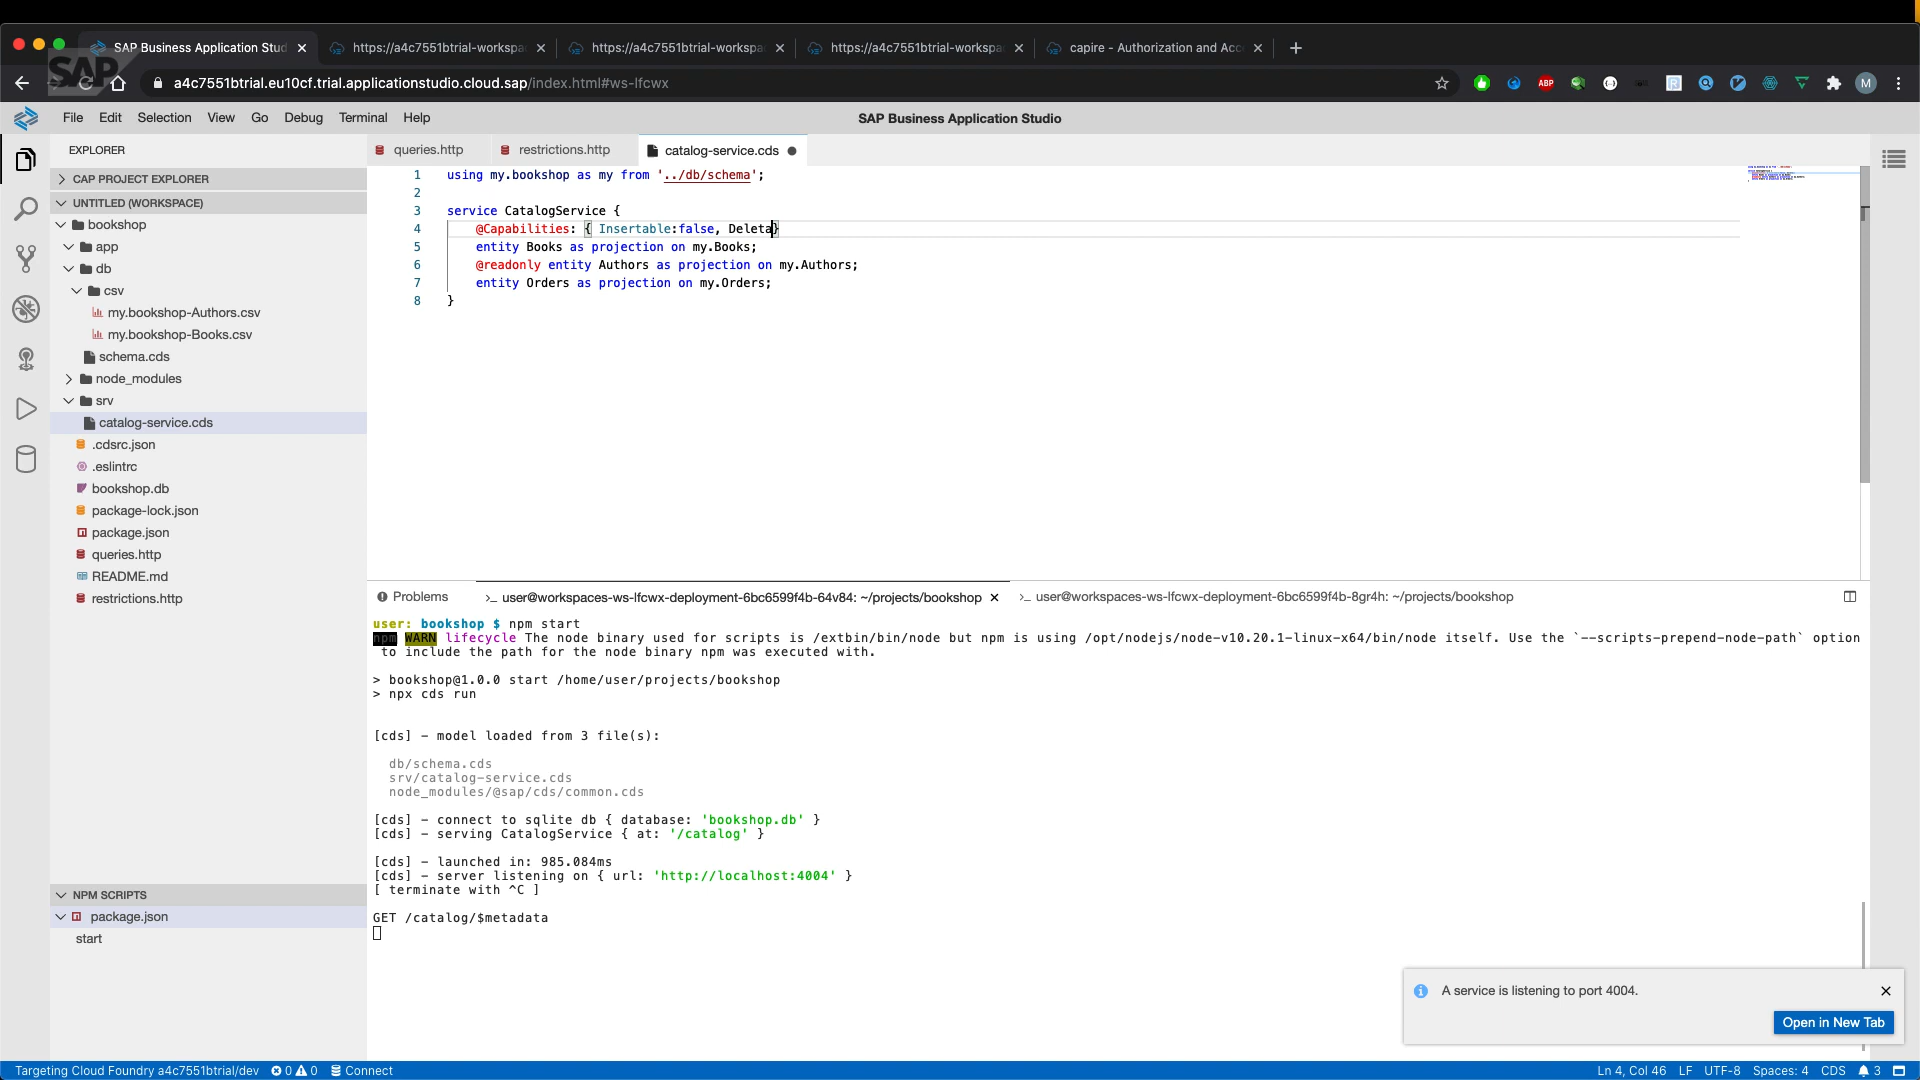 SAP Business Application Stud
https://a4c7551btrial-workspa
https://a4c7551btrial-workspa
https://a4c7551btrial-workspa
capire - Authorization and Acc
SAP
a4c7551btrial.eu10cf.trial.applicationstudio.cloud.sap/index.html#ws-lfcwx
ABP
M
File Edit Selection View Go Debug Terminal Help
SAP Business Application Studio
EXPLORER
CAP PROJECT EXPLORER
UNTITLED (WORKSPACE)
bookshop
app
db
csv
my.bookshop-Authors.csv
my.bookshop-Books.csv
schema.cds
node_modules
srv
catalog-service.cds
.cdsrc.json
.eslintrc
bookshop.db
package-lock.json
package.json
queries.http
README.md
restrictions.http
NPM SCRIPTS
package.json
start
queries.http restrictions.http catalog-service.cds
1 using my.bookshop as my from '../db/schema';
2
3 service CatalogService {
4 @Capabilities: { Insertable:false, Deleta}
5 entity Books as projection on my.Books;
6 @readonly entity Authors as projection on my.Authors;
7 entity Orders as projection on my.Orders;
8 }
Problems
>_ user@workspaces-ws-lfcwx-deployment-6bc6599f4b-64v84: ~/projects/bookshop
>_ user@workspaces-ws-lfcwx-deployment-6bc6599f4b-8gr4h: ~/projects/bookshop
user: bookshop $ npm start
npm WARN lifecycle The node binary used for scripts is /extbin/bin/node but npm is using /opt/nodejs/node-v10.20.1-linux-x64/bin/node itself. Use the `--scripts-prepend-node-path` option
to include the path for the node binary npm was executed with.
> bookshop@1.0.0 start /home/user/projects/bookshop
> npx cds run
[cds] - model loaded from 3 file(s):
db/schema.cds
srv/catalog-service.cds
node_modules/@sap/cds/common.cds
[cds] - connect to sqlite db { database: 'bookshop.db' }
[cds] - serving CatalogService { at: '/catalog' }
[cds] - launched in: 985.084ms
[cds] - server listening on { url: 'http://localhost:4004' }
[ terminate with ^C ]
GET /catalog/$metadata
A service is listening to port 4004.
Open in New Tab
Targeting Cloud Foundry a4c7551btrial/dev 0 0 Connect
Ln 4, Col 46 LF UTF-8 Spaces: 4 CDS 3